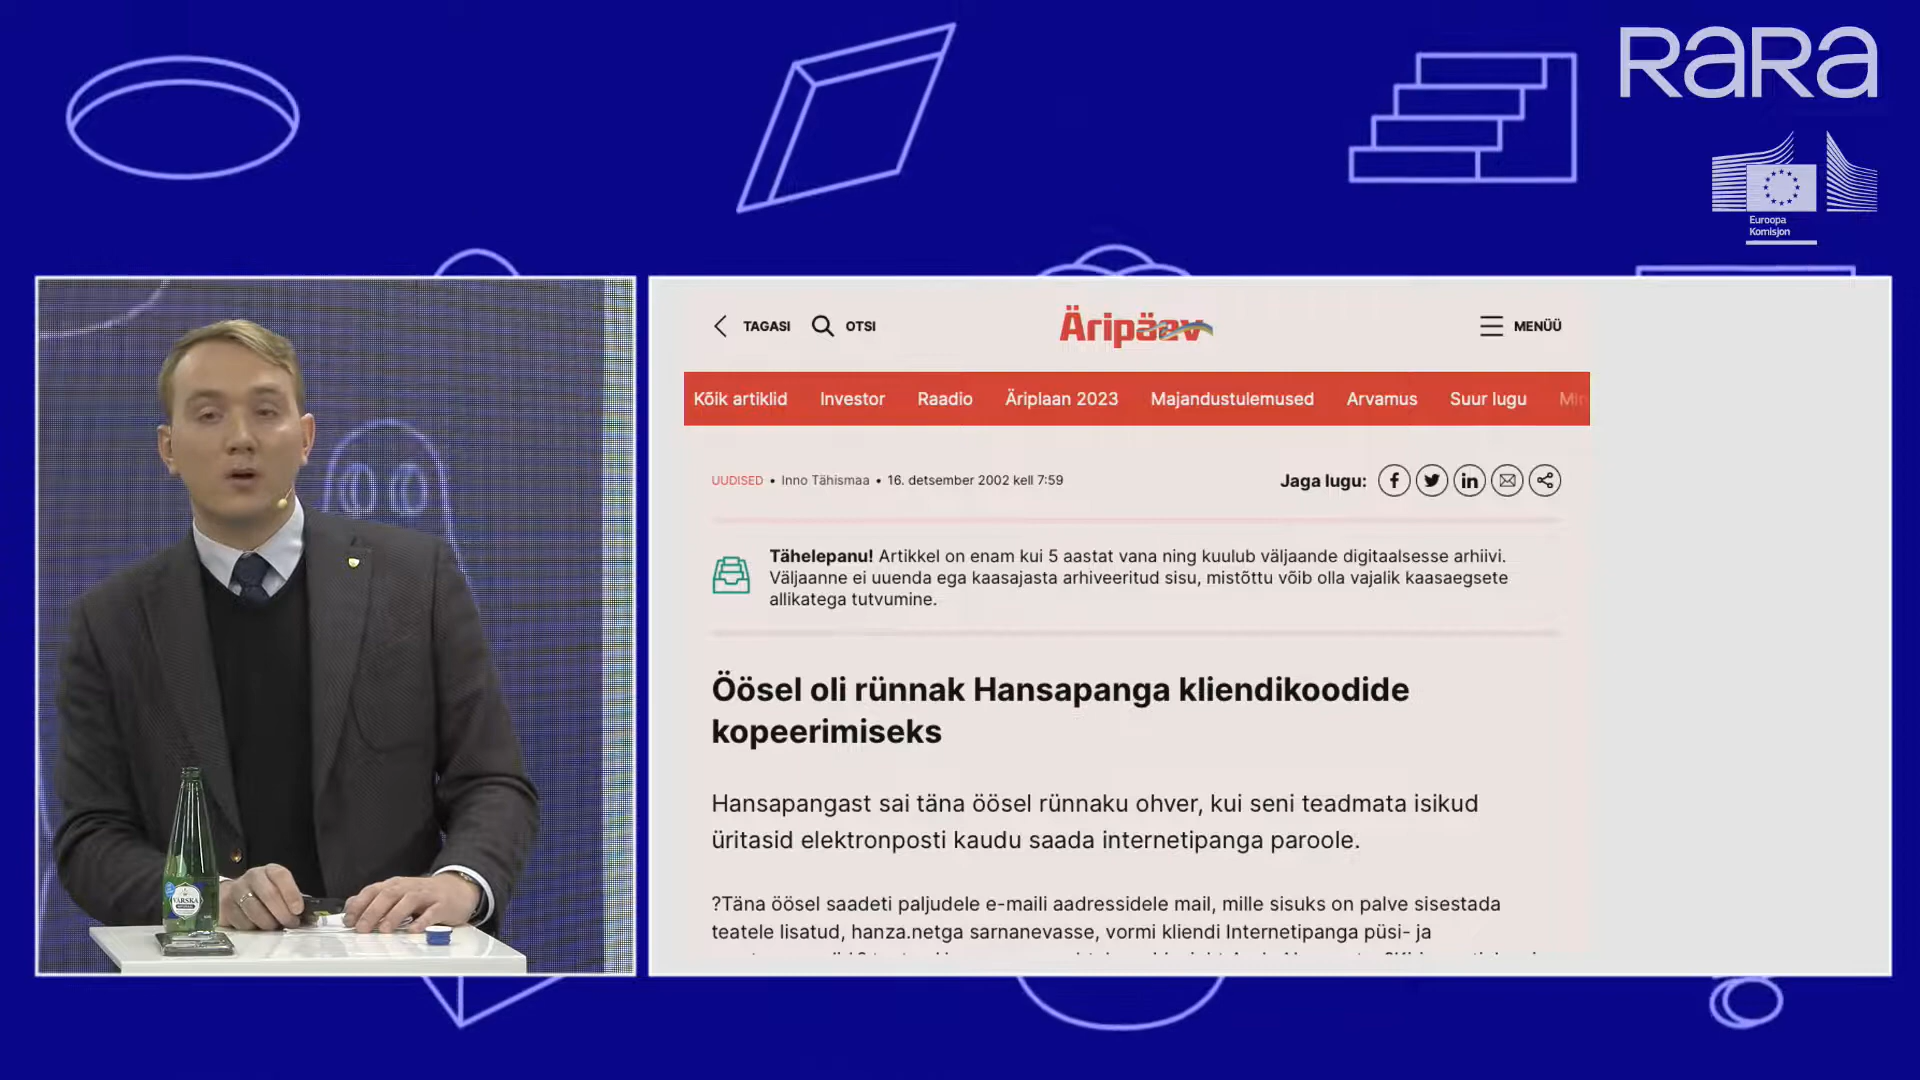 RaRa
Euroopa
Komisjon
TAGASI
OTSI
Äripäev
MENÜÜ
Kõik artiklid Investor Raadio Äriplaan 2023 Majandustulemused Arvamus Suur lugu
UUDISED • Inno Tähismaa • 16. detsember 2002 kell 7:59
Jaga lugu:
Tähelepanu! Artikkel on enam kui 5 aastat vana ning kuulub väljaande digitaalsesse arhiivi.
Väljaanne ei uuenda ega kaasajasta arhiveeritud sisu, mistõttu võib olla vajalik kaasaegsete
allikatega tutvumine.
Öösel oli rünnak Hansapanga kliendikoodide
kopeerimiseks
Hansapangast sai täna öösel rünnaku ohver, kui seni teadmata isikud
üritasid elektronposti kaudu saada internetipanga paroole.
?Täna öösel saadeti paljudele e-maili aadressidele mail, mille sisuks on palve sisestada
teatele lisatud, hanza.netga sarnanevasse, vormi kliendi Internetipanga püsi- ja
VÄRSKA